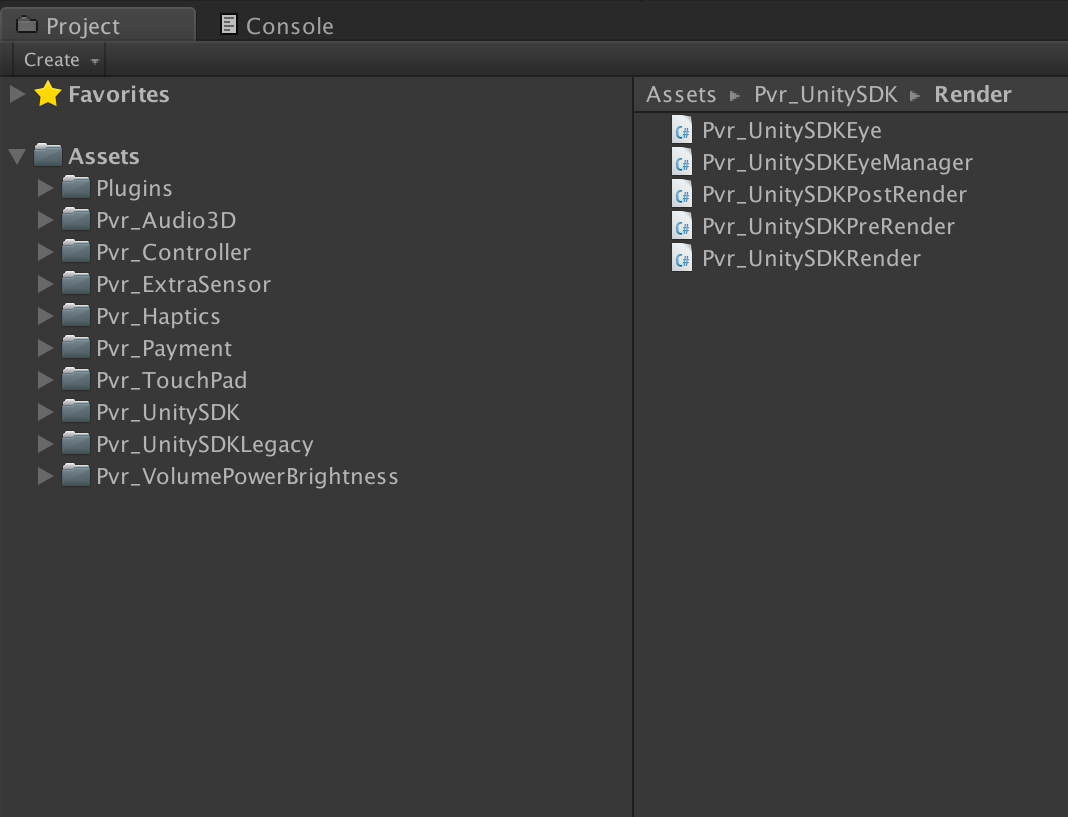 Project
Console
Create
Favorites
Assets
Plugins
Pvr_Audio3D
Pvr_Controller
Pvr_ExtraSensor
Pvr_Haptics
Pvr_Payment
Pvr_TouchPad
Pvr_UnitySDK
Pvr_UnitySDKLegacy
Pvr_VolumePowerBrightness
Assets Pvr_UnitySDK Render
C# Pvr_UnitySDKEye
C# Pvr_UnitySDKEyeManager
C# Pvr_UnitySDKPostRender
C# Pvr_UnitySDKPreRender
C# Pvr_UnitySDKRender